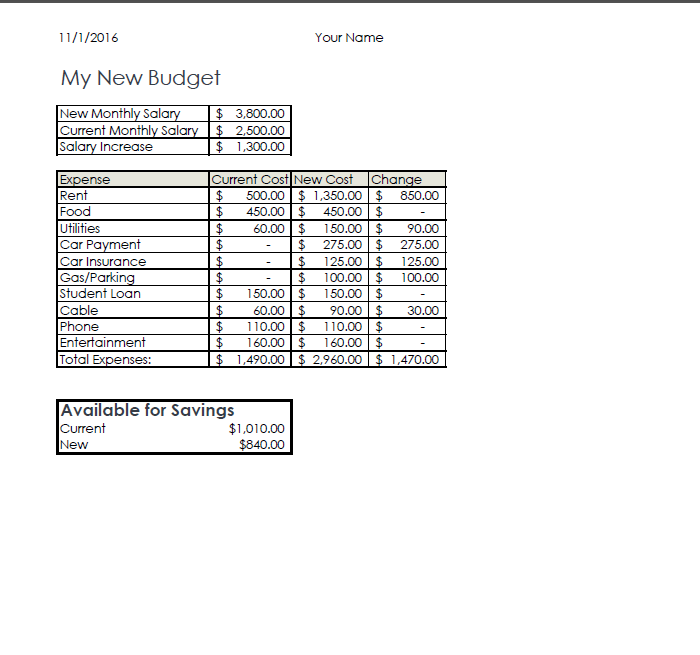 11/1/2016 Your Name
My New Budget
New Monthly Salary $ 3,800.00
Current Monthly Salary $ 2,500.00
Salary Increase $ 1,300.00
Expense Current Cost New Cost Change
Rent $ 500.00 $ 1,350.00 $ 850.00
Food $ 450.00 $ 450.00 $ -
Utilities $ 60.00 $ 150.00 $ 90.00
Car Payment $ - $ 275.00 $ 275.00
Car Insurance $ - $ 125.00 $ 125.00
Gas/Parking $ - $ 100.00 $ 100.00
Student Loan $ 150.00 $ 150.00 $ -
Cable $ 60.00 $ 90.00 $ 30.00
Phone $ 110.00 $ 110.00 $ -
Entertainment $ 160.00 $ 160.00 $ -
Total Expenses: $ 1,490.00 $ 2,960.00 $ 1,470.00
Available for Savings
Current $1,010.00
New $840.00